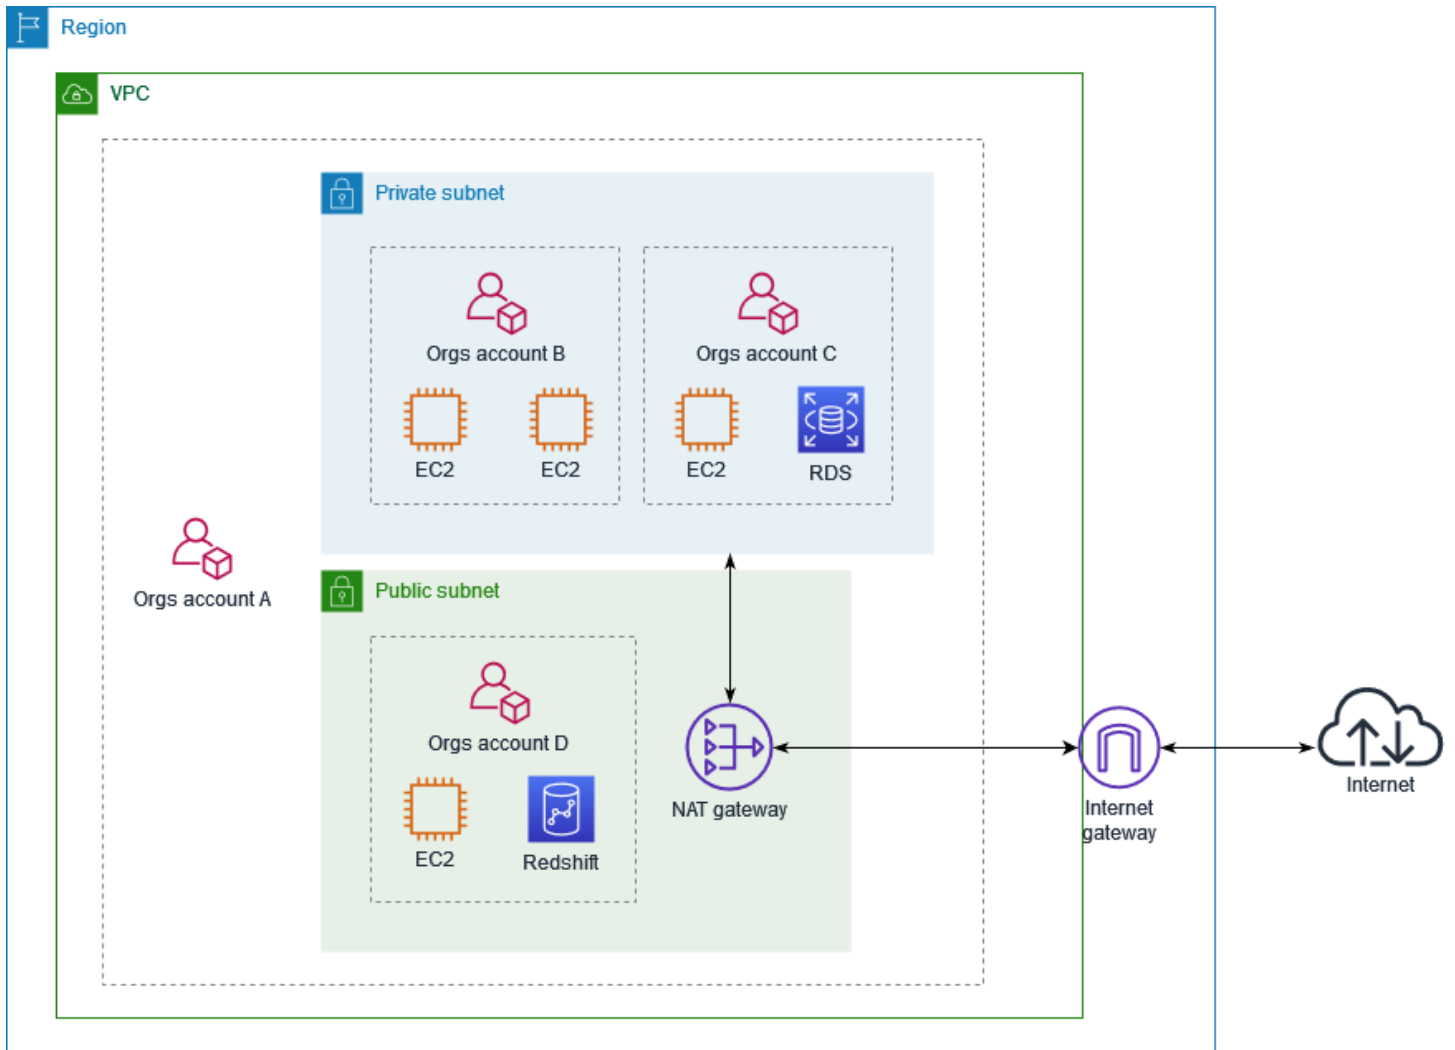 Region
VPC
Private subnet
Orgs account B
Orgs account C
EC2
EC2
EC2
RDS
Orgs account A
Public subnet
Orgs account D
EC2
Redshift
NAT gateway
Internet
gateway
Internet